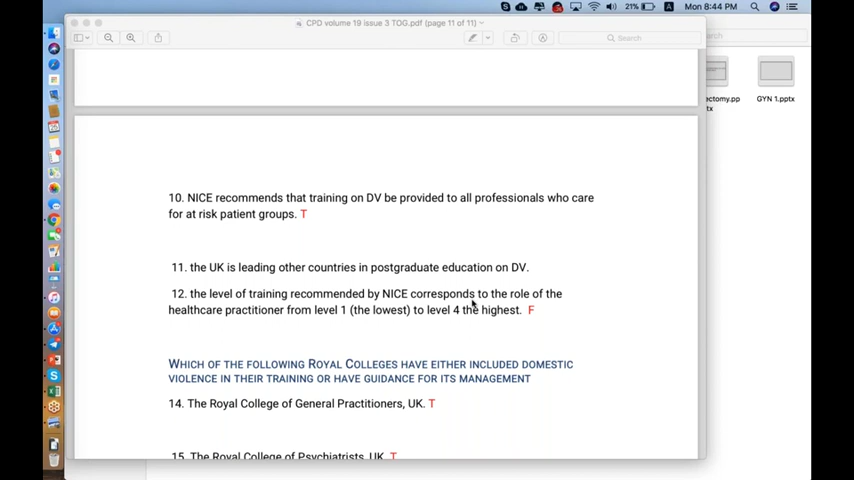 21%
Mon 8:44 PM
CPD volume 19 issue 3 TOG.pdf (page 11 of 11)
Search
GYN 1.pptx
10. NICE recommends that training on DV be provided to all professionals who care
for at risk patient groups. T
11. the UK is leading other countries in postgraduate education on DV.
12. the level of training recommended by NICE corresponds to the role of the
healthcare practitioner from level 1 (the lowest) to level 4 the highest. F
WHICH OF THE FOLLOWING ROYAL COLLEGES HAVE EITHER INCLUDED DOMESTIC
VIOLENCE IN THEIR TRAINING OR HAVE GUIDANCE FOR ITS MANAGEMENT
14. The Royal College of General Practitioners, UK. T
15. The Royal College of Psychiatrists, UK. T